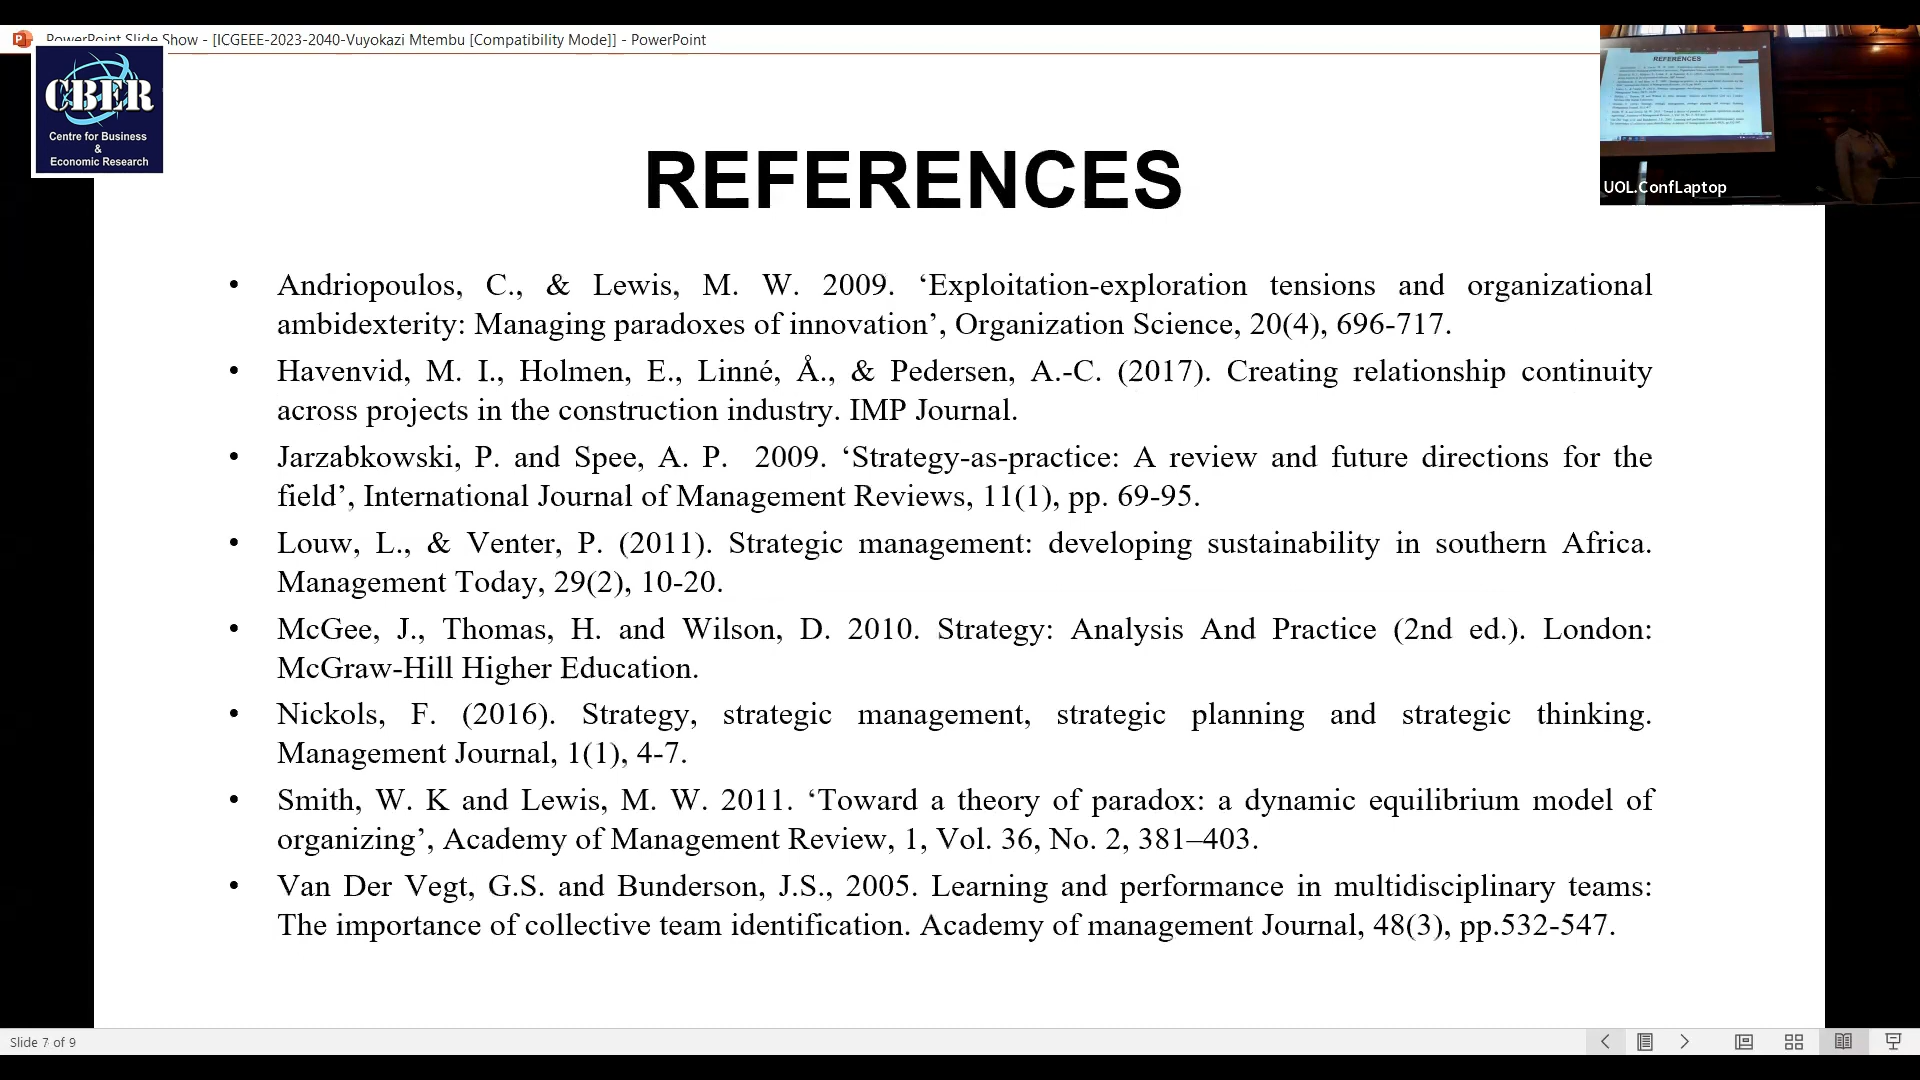 PowerPoint Slide Show - [ICGEEE-2023-2040-Vuyokazi Mtembu [Compatibility Mode]] - PowerPoint
CBER
Centre for Business
&
Economic Research
REFERENCES
UOL.ConfLaptop
REFERENCES
• Andriopoulos, C., & Lewis, M. W. 2009. ‘Exploitation-exploration tensions and organizational
ambidexterity: Managing paradoxes of innovation’, Organization Science, 20(4), 696-717.
• Havenvid, M. I., Holmen, E., Linné, Å., & Pedersen, A.-C. (2017). Creating relationship continuity
across projects in the construction industry. IMP Journal.
• Jarzabkowski, P. and Spee, A. P. 2009. ‘Strategy-as-practice: A review and future directions for the
field’, International Journal of Management Reviews, 11(1), pp. 69-95.
• Louw, L., & Venter, P. (2011). Strategic management: developing sustainability in southern Africa.
Management Today, 29(2), 10-20.
• McGee, J., Thomas, H. and Wilson, D. 2010. Strategy: Analysis And Practice (2nd ed.). London:
McGraw-Hill Higher Education.
• Nickols, F. (2016). Strategy, strategic management, strategic planning and strategic thinking.
Management Journal, 1(1), 4-7.
• Smith, W. K and Lewis, M. W. 2011. ‘Toward a theory of paradox: a dynamic equilibrium model of
organizing’, Academy of Management Review, 1, Vol. 36, No. 2, 381–403.
• Van Der Vegt, G.S. and Bunderson, J.S., 2005. Learning and performance in multidisciplinary teams:
The importance of collective team identification. Academy of management Journal, 48(3), pp.532-547.
Slide 7 of 9